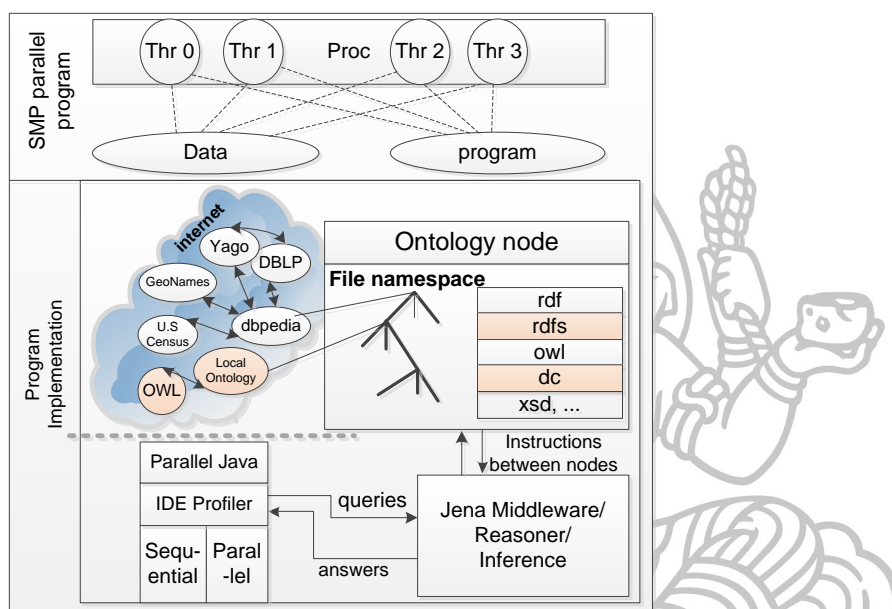 SMP parallel
program
Thr 0
Thr 1
Proc
Thr 2
Thr 3
Data
program
Program
Implementation
internet
Yago
DBLP
GeoNames
dbpedia
U.S
Census
Local
Ontology
OWL
Ontology node
File namespace
rdf
rdfs
owl
dc
xsd, ...
Instructions
between nodes
Parallel Java
IDE Profiler
Sequ-
ential
Paral
-lel
queries
answers
Jena Middleware/
Reasoner/
Inference